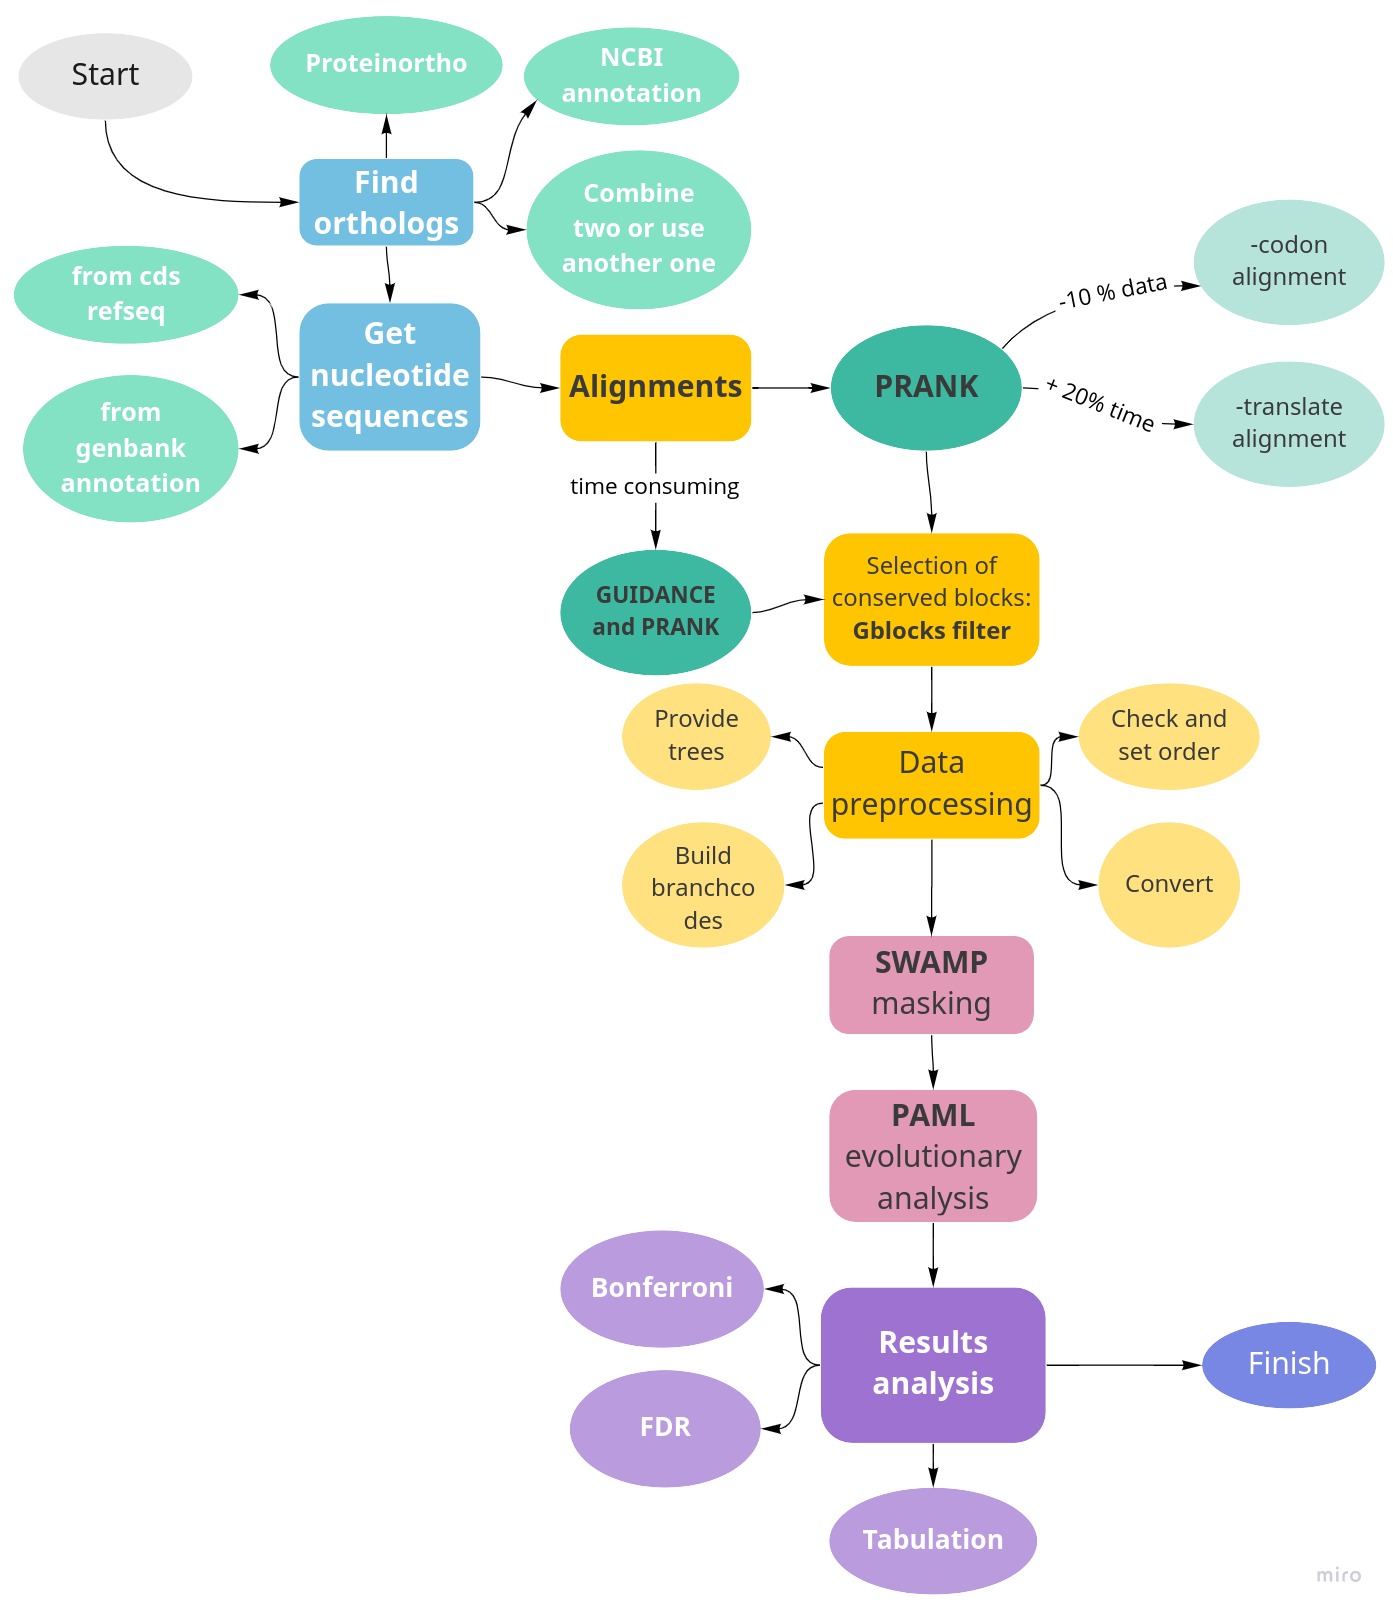 Start
Proteinortho
NCBI
annotation
Find
orthologs
Combine
two or use
another one
from cds
refseq
Get
nucleotide
sequences
from
genbank
annotation
Alignments
PRANK
-10 % data
-codon
alignment
+ 20% time
-translate
alignment
time consuming
GUIDANCE
and PRANK
Selection of
conserved blocks:
Gblocks filter
Provide
trees
Data
preprocessing
Check and
set order
Build
branchco
des
Convert
SWAMP
masking
PAML
evolutionary
analysis
Bonferroni
Results
analysis
Finish
FDR
Tabulation
miro